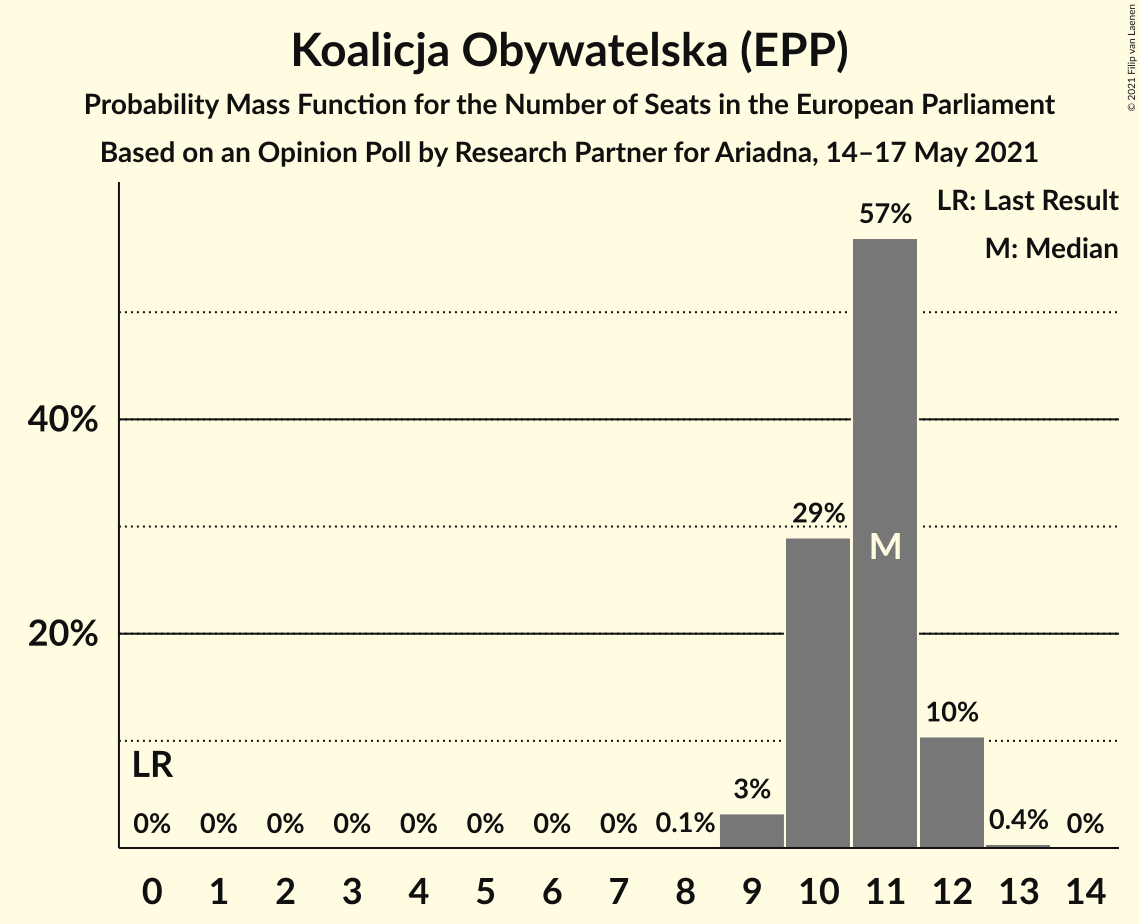 Koalicja Obywatelska (EPP)
Probability Mass Function for the Number of Seats in the European Parliament
Based on an Opinion Poll by Research Partner for Ariadna, 14–17 May 2021
© 2021 Filip van Laenen
LR: Last Result
M: Median
57%
40%
29%
M
20%
10%
LR
3%
0% 0% 0% 0% 0% 0% 0% 0% 0.1% 0.4% 0%
0 1 2 3 4 5 6 7 8 9 10 11 12 13 14